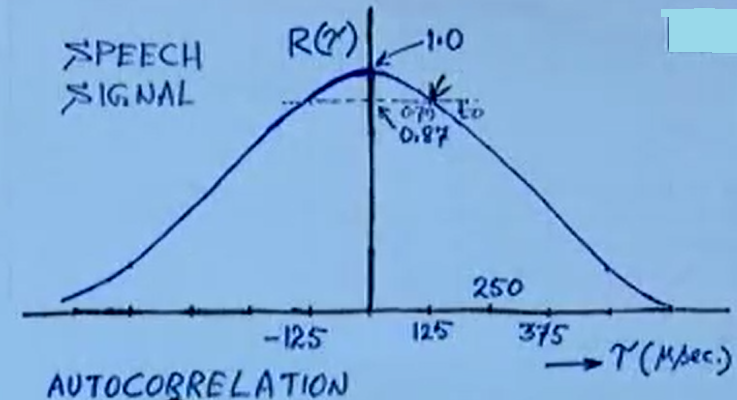 SPEECH
SIGNAL
R(τ)
1.0
0.87
250
-125
125
375
τ (μsec.)
AUTOCORRELATION